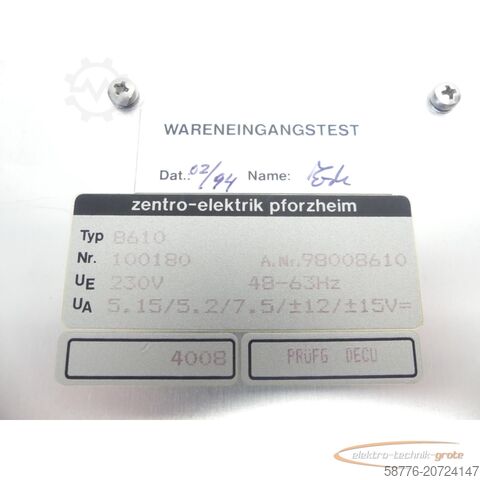 WARENEINGANGSTEST
Dat.: 02/94 Name:
zentro-elektrik pforzheim
Typ 8610
Nr. 100180 A.Nr. 98008610
UE 230V 48-63Hz
UA 5.15/5.2/7.5/±12/±15V=
4008 PRÜFG DECU
elektro-technik-grote
58776-20724147